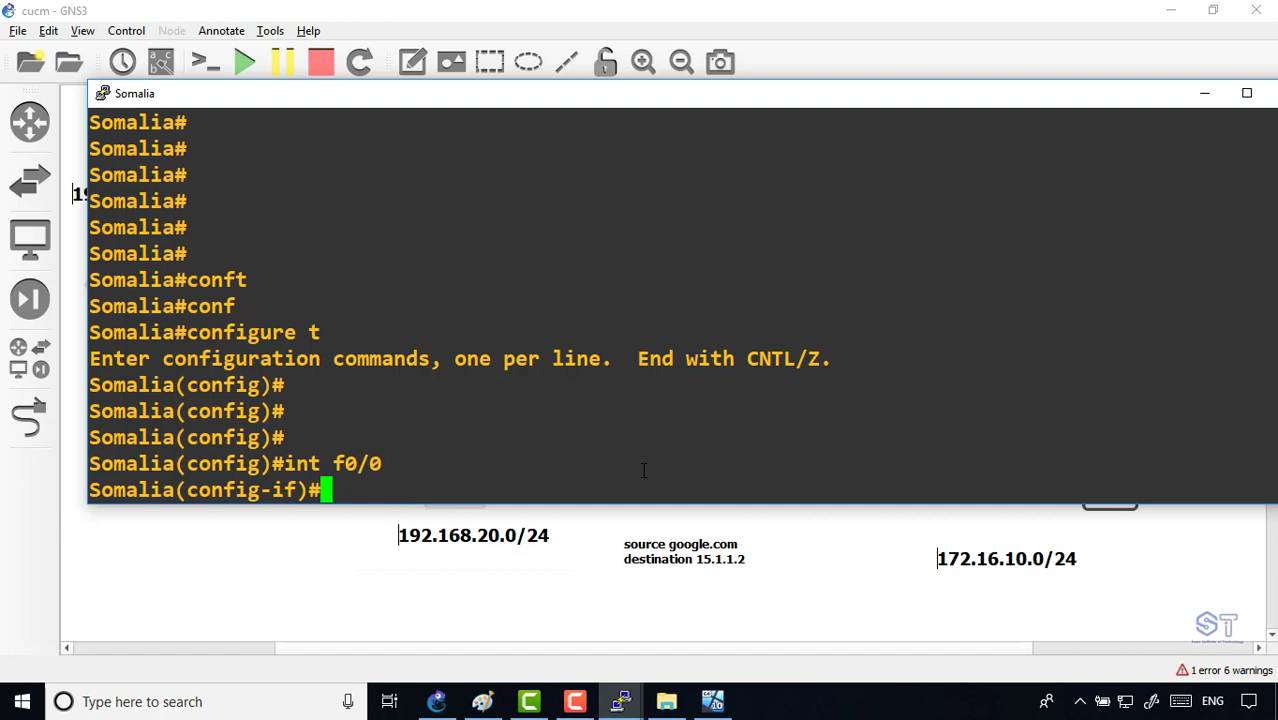 cucm - GNS3
File Edit View Control Node Annotate Tools Help
Somalia
Somalia#
Somalia#
Somalia#
Somalia#
Somalia#
Somalia#
Somalia#conft
Somalia#conf
Somalia#configure t
Enter configuration commands, one per line.  End with CNTL/Z.
Somalia(config)#
Somalia(config)#
Somalia(config)#
Somalia(config)#int f0/0
Somalia(config-if)#
192.168.20.0/24
source google.com
destination 15.1.1.2
172.16.10.0/24
ST
1 error 6 warnings
Type here to search
ENG